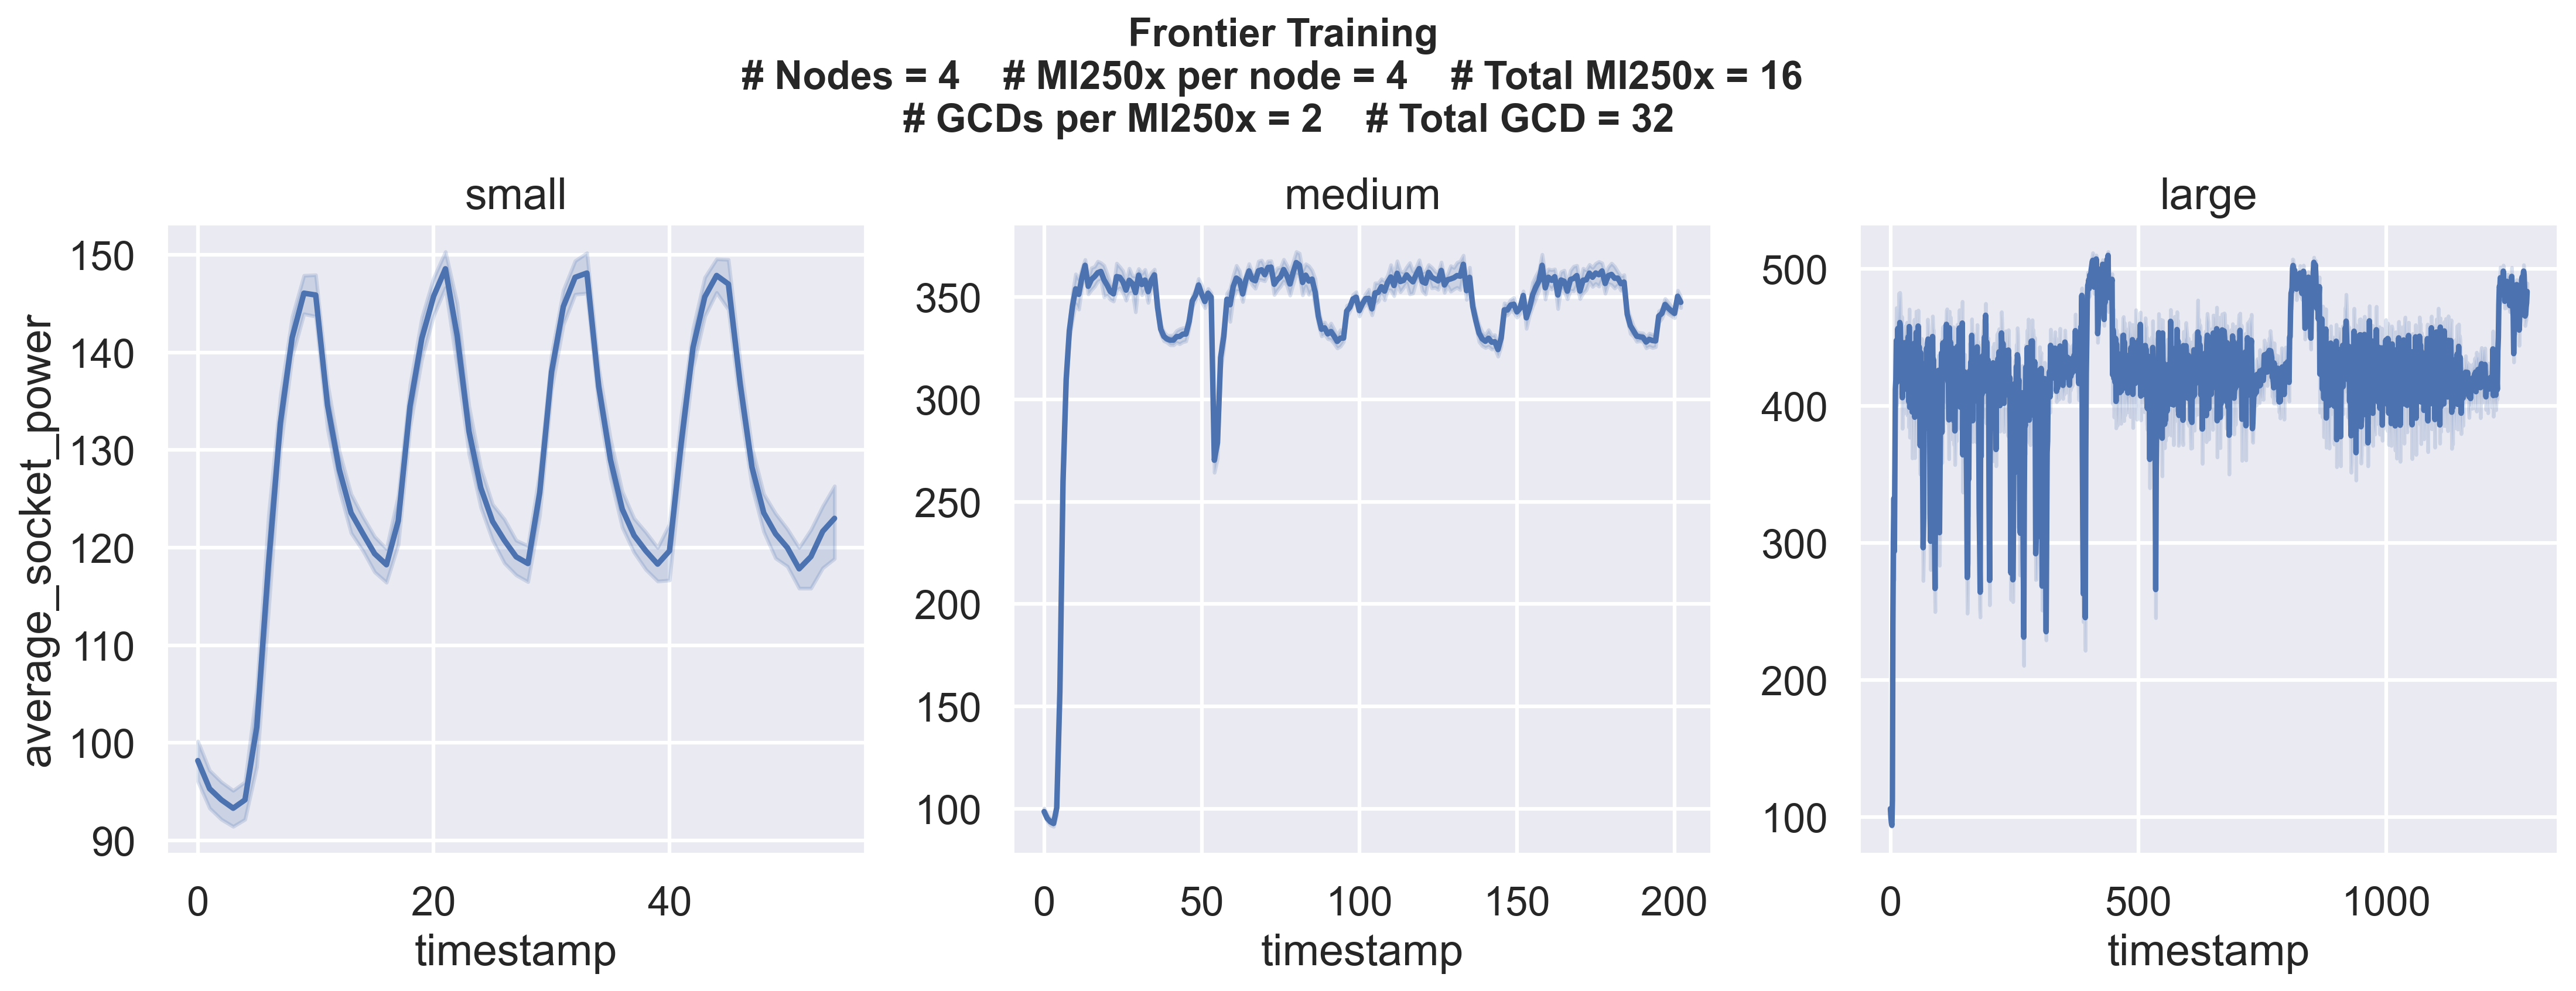 Frontier Training
# Nodes = 4    # MI250x per node = 4    # Total MI250x = 16
# GCDs per MI250x = 2    # Total GCD = 32
small
medium
large
average_socket_power
150
140
130
120
110
100
90
0
20
40
timestamp
350
300
250
200
150
100
0
50
100
150
200
timestamp
500
400
300
200
100
0
500
1000
timestamp